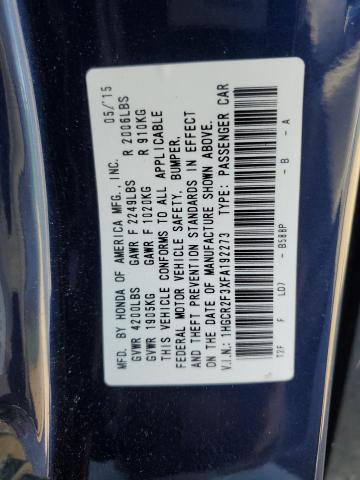 MFD. BY HONDA OF AMERICA MFG., INC. 05/15
GVWR 4200LBS GAWR F 2249LBS R 2006LBS
GVWR 1905KG GAWR F 1020KG R 910KG
THIS VEHICLE CONFORMS TO ALL APPLICABLE
FEDERAL MOTOR VEHICLE SAFETY, BUMPER,
AND THEFT PREVENTION STANDARDS IN EFFECT
ON THE DATE OF MANUFACTURE SHOWN ABOVE.
V.I.N.: 1HGCR2F3XFA192273 TYPE: PASSENGER CAR
T2F F LD7 - B588P - B - A